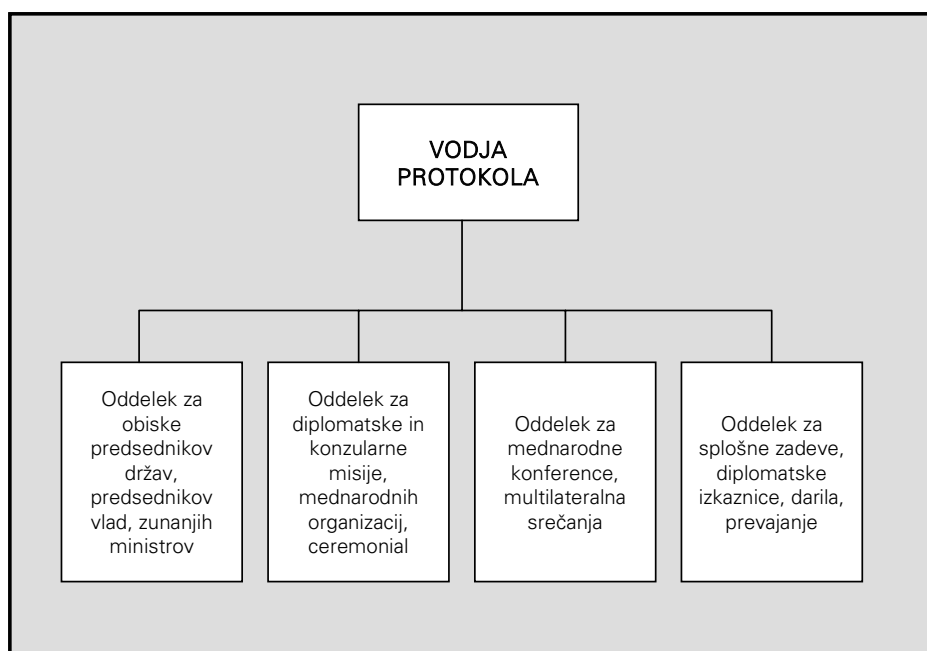 VODJA
PROTOKOLA
Oddelek za
obiske
predsednikov
držav,
predsednikov
vlad, zunanjih
ministrov
Oddelek za
diplomatske in
konzularne
misije,
mednarodnih
organizacij,
ceremonial
Oddelek za
mednarodne
konference,
multilateralna
srečanja
Oddelek za
splošne zadeve,
diplomatske
izkaznice, darila,
prevajanje